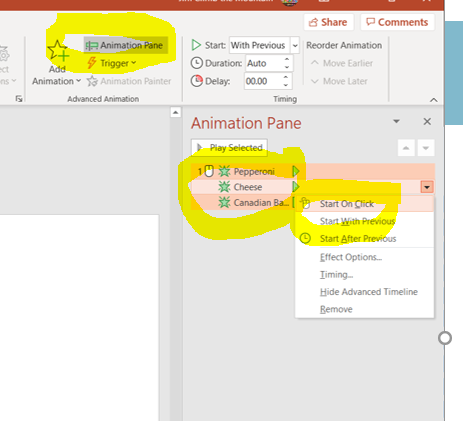 Share Comments
Animation Pane
Trigger
Add
Animation
Animation Painter
Advanced Animation
Start: With Previous
Duration: Auto
Delay: 00.00
Reorder Animation
Move Earlier
Move Later
Timing
Animation Pane
Play Selected
1 Pepperoni
Cheese
Canadian Ba...
Start On Click
Start With Previous
Start After Previous
Effect Options...
Timing...
Hide Advanced Timeline
Remove